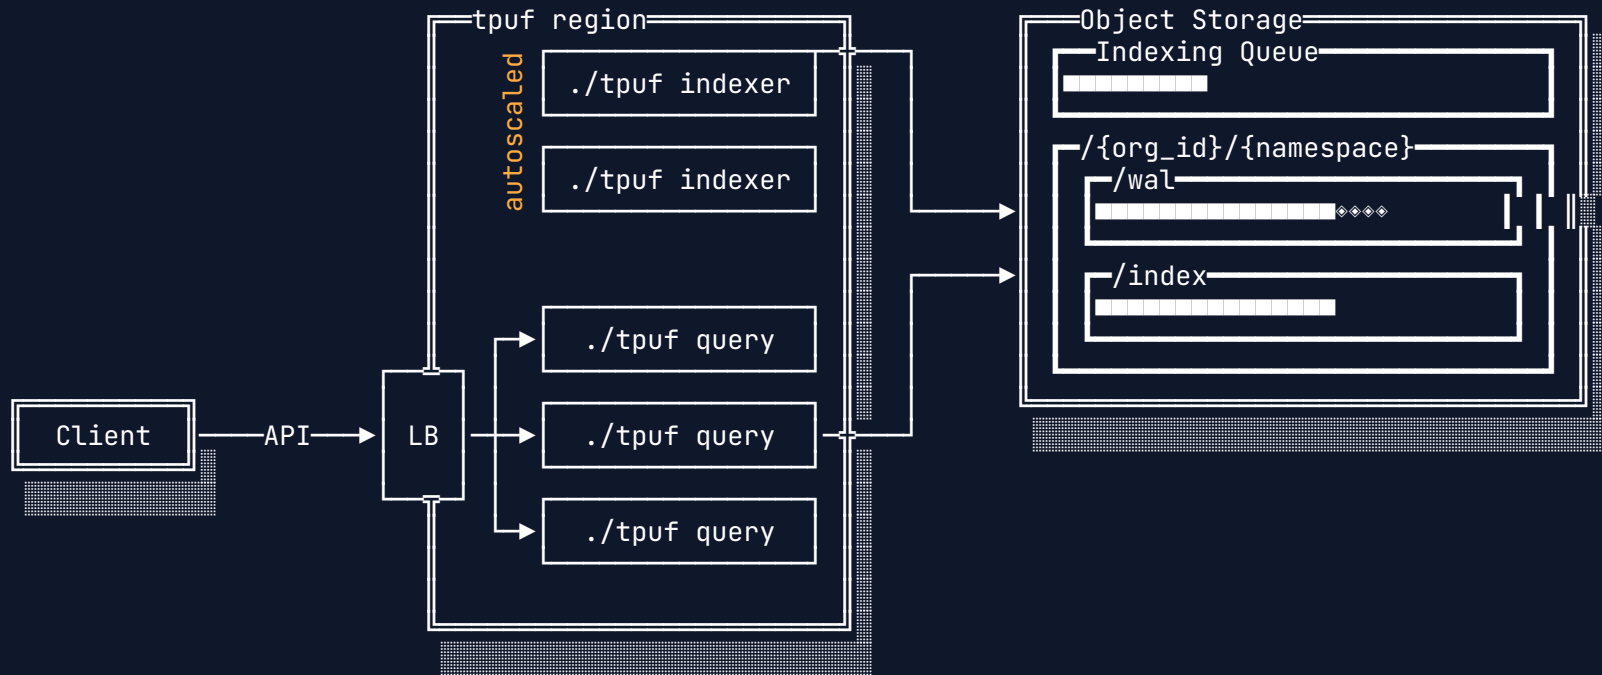 tpuf region
autoscaled
./tpuf indexer
./tpuf indexer
./tpuf query
./tpuf query
./tpuf query
Client
API
LB
Object Storage
Indexing Queue
/{org_id}/{namespace}
/wal
/index